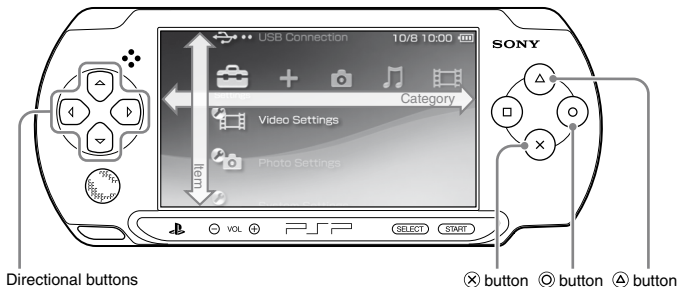 USB Connection 10/8 10:00
SONY
Category
Video Settings
Item
Photo Settings
VOL PSP SELECT START
Directional buttons
button button button